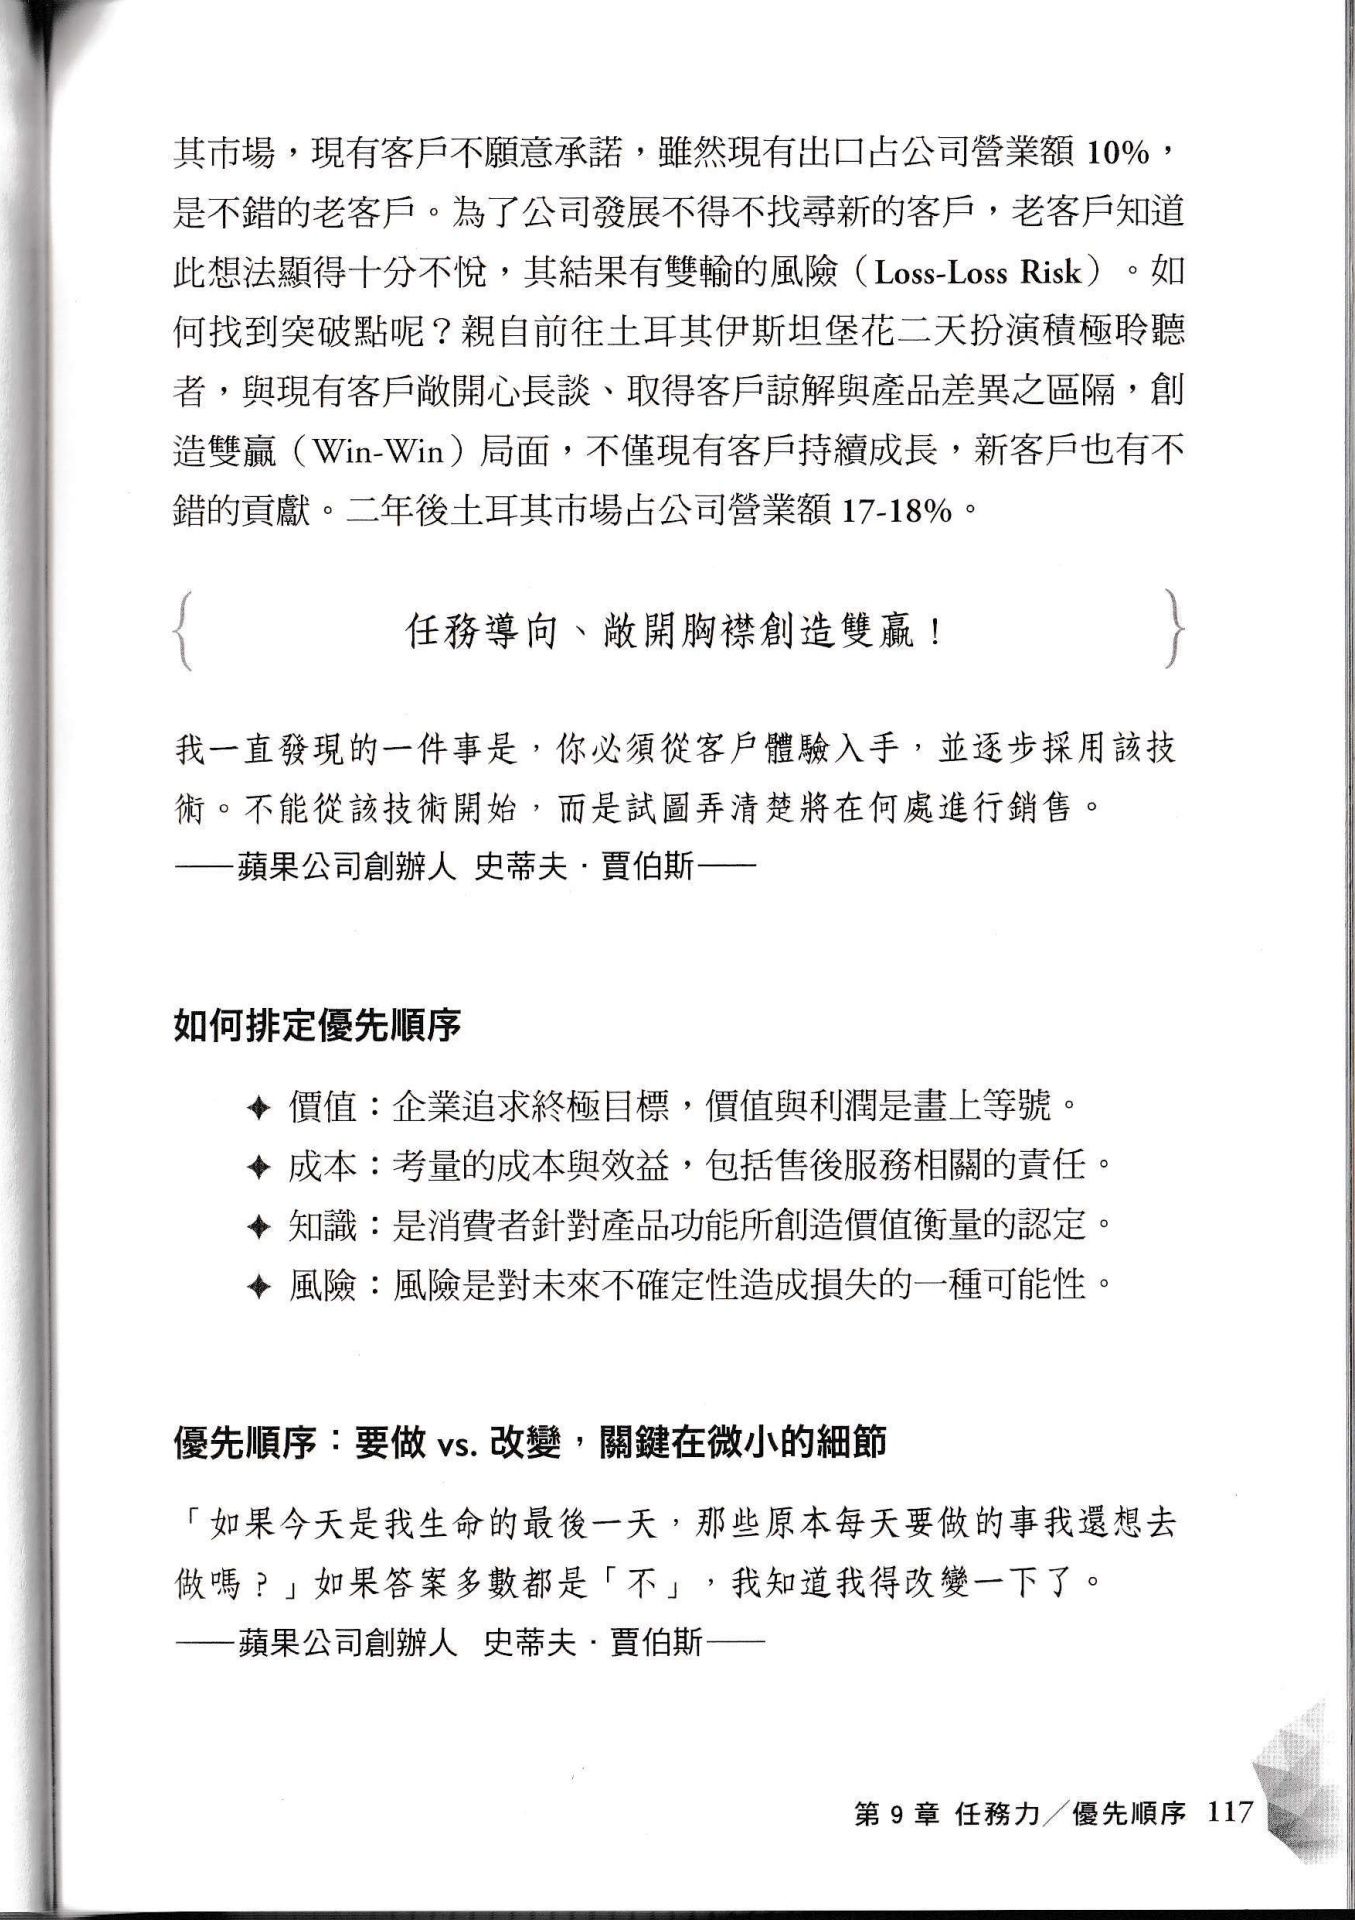 其市場，現有客戶不願意承諾，雖然現有出口占公司營業額 10%，
是不錯的老客戶。為了公司發展不得不找尋新的客戶，老客戶知道
此想法顯得十分不悅，其結果有雙輸的風險（Loss-Loss Risk）。如
何找到突破點呢？親自前往土耳其伊斯坦堡花二天扮演積極聆聽
者，與現有客戶敞開心長談、取得客戶諒解與產品差異之區隔，創
造雙贏（Win-Win）局面，不僅現有客戶持續成長，新客戶也有不
錯的貢獻。二年後土耳其市場占公司營業額 17-18%。
{ 任務導向、敞開胸襟創造雙贏！ }
我一直發現的一件事是，你必須從客戶體驗入手，並逐步採用該技
術。不能從該技術開始，而是試圖弄清楚將在何處進行銷售。
——蘋果公司創辦人 史蒂夫．賈伯斯——
如何排定優先順序
✦ 價值：企業追求終極目標，價值與利潤是畫上等號。
✦ 成本：考量的成本與效益，包括售後服務相關的責任。
✦ 知識：是消費者針對產品功能所創造價值衡量的認定。
✦ 風險：風險是對未來不確定性造成損失的一種可能性。
優先順序：要做 vs. 改變，關鍵在微小的細節
「如果今天是我生命的最後一天，那些原本每天要做的事我還想去
做嗎？」如果答案多數都是「不」，我知道我得改變一下了。
——蘋果公司創辦人 史蒂夫．賈伯斯——
第 9 章 任務力／優先順序 117